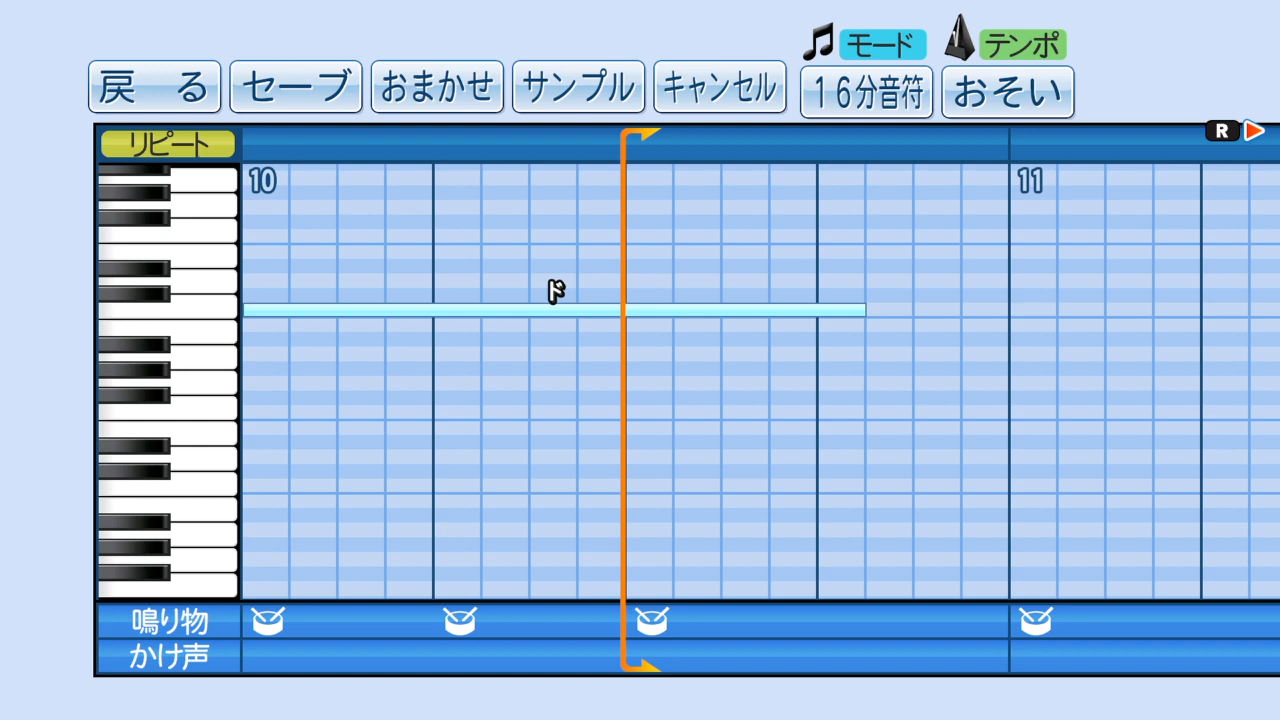 モード テンポ
戻る セーブ おまかせ サンプル キャンセル 16分音符 おそい
リピート R
10 11
ド
鳴り物
かけ声